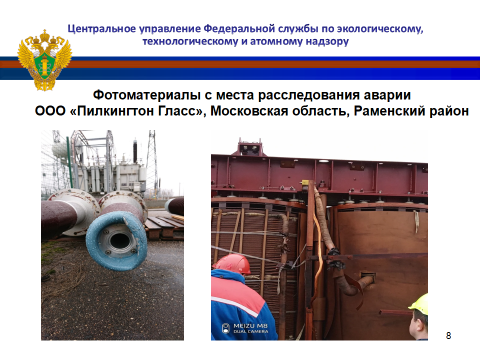 Центральное управление Федеральной службы по экологическому,
технологическому и атомному надзору
Фотоматериалы с места расследования аварии
ООО «Пилкингтон Гласс», Московская область, Раменский район
MEIZU M8
DUAL CAMERA
8